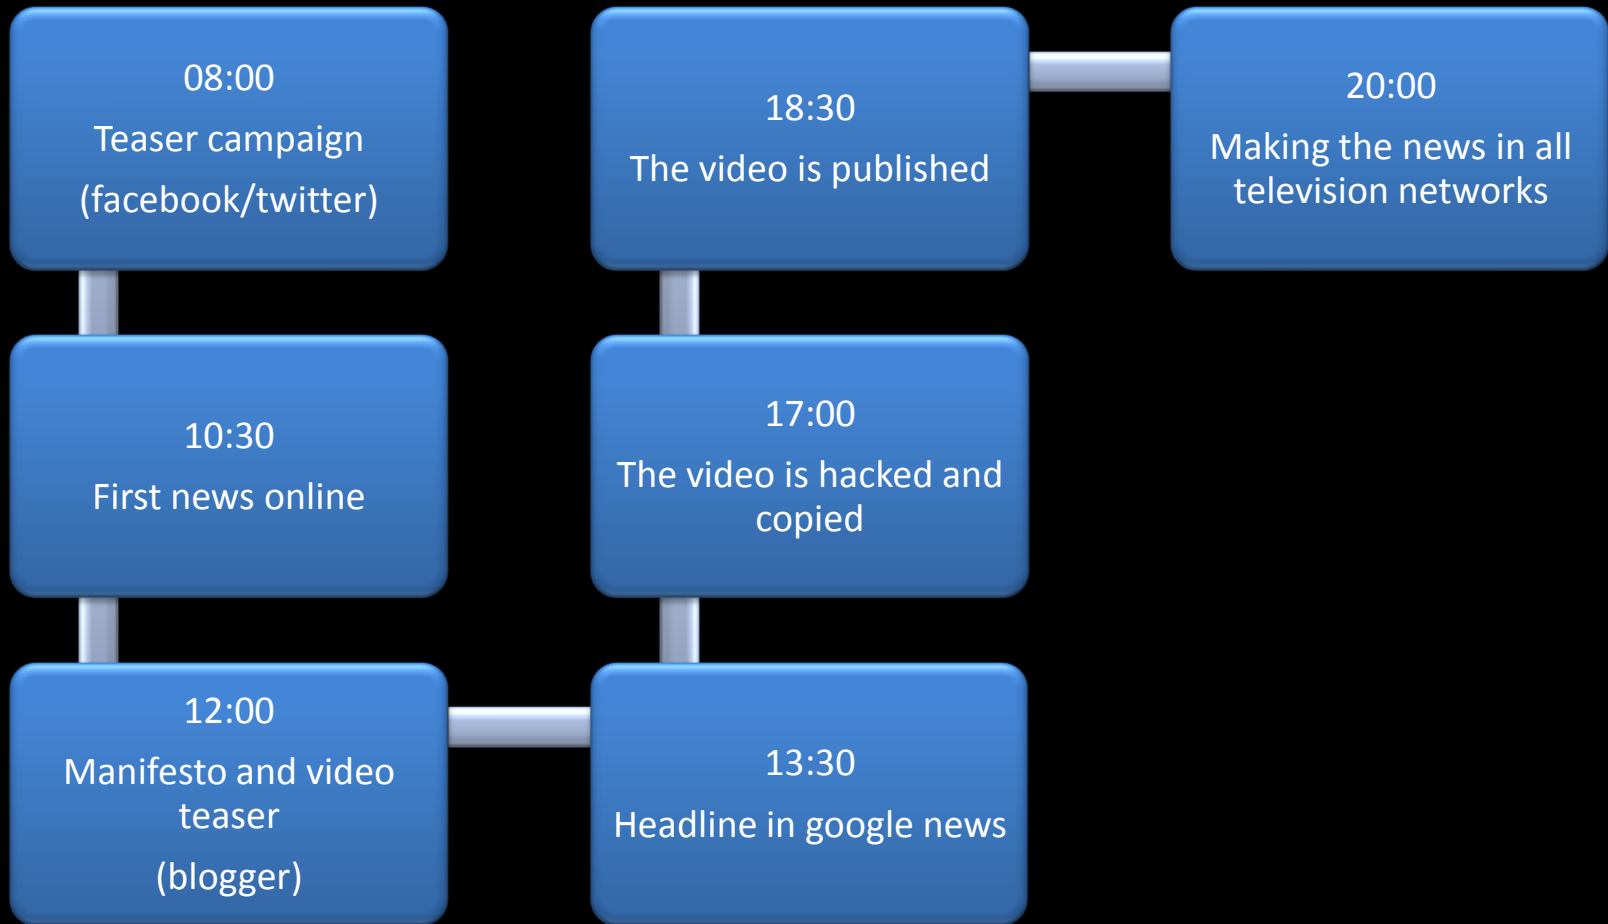 08:00
Teaser campaign
(facebook/twitter)
10:30
First news online
12:00
Manifesto and video
teaser
(blogger)
13:30
Headline in google news
17:00
The video is hacked and
copied
18:30
The video is published
20:00
Making the news in all
television networks